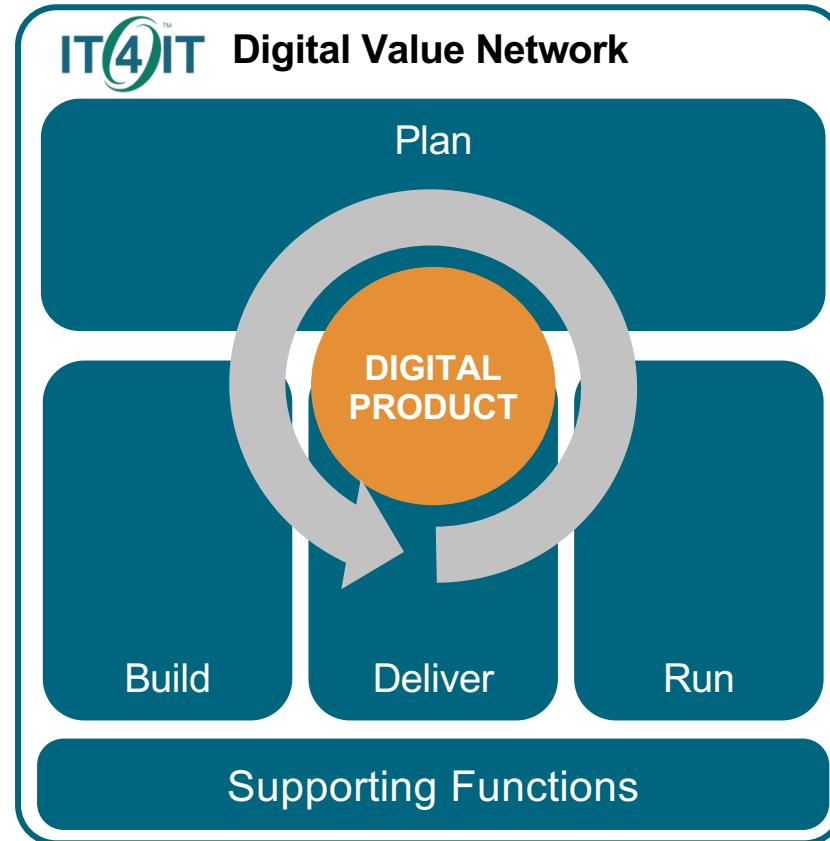 IT4IT™ Digital Value Network
Plan
DIGITAL
PRODUCT
Build Deliver Run
Supporting Functions